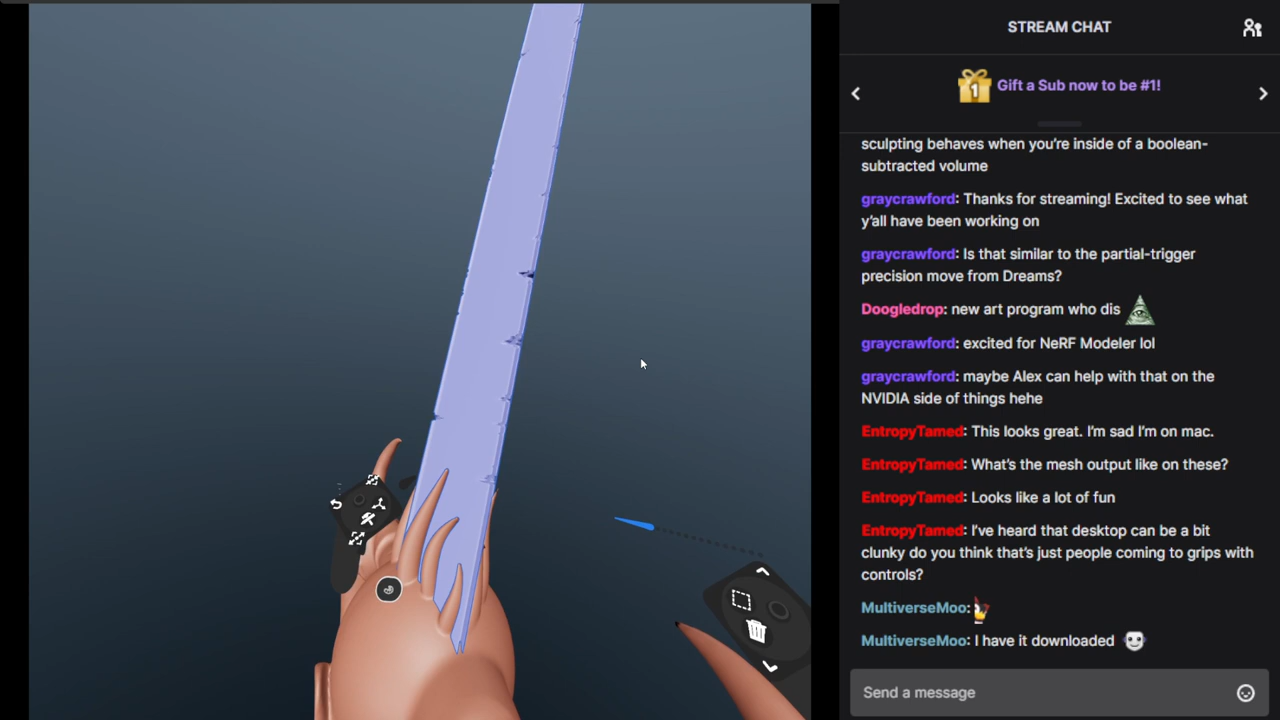 STREAM CHAT
1
Gift a Sub now to be #1!
sculpting behaves when you're inside of a boolean-
subtracted volume
graycrawford: Thanks for streaming! Excited to see what
y'all have been working on
graycrawford: Is that similar to the partial-trigger
precision move from Dreams?
Doogledrop: new art program who dis
graycrawford: excited for NeRF Modeler lol
graycrawford: maybe Alex can help with that on the
NVIDIA side of things hehe
EntropyTamed: This looks great. I'm sad I'm on mac.
EntropyTamed: What's the mesh output like on these?
EntropyTamed: Looks like a lot of fun
EntropyTamed: I've heard that desktop can be a bit
clunky do you think that's just people coming to grips with
controls?
MultiverseMoo:
MultiverseMoo: I have it downloaded
Send a message